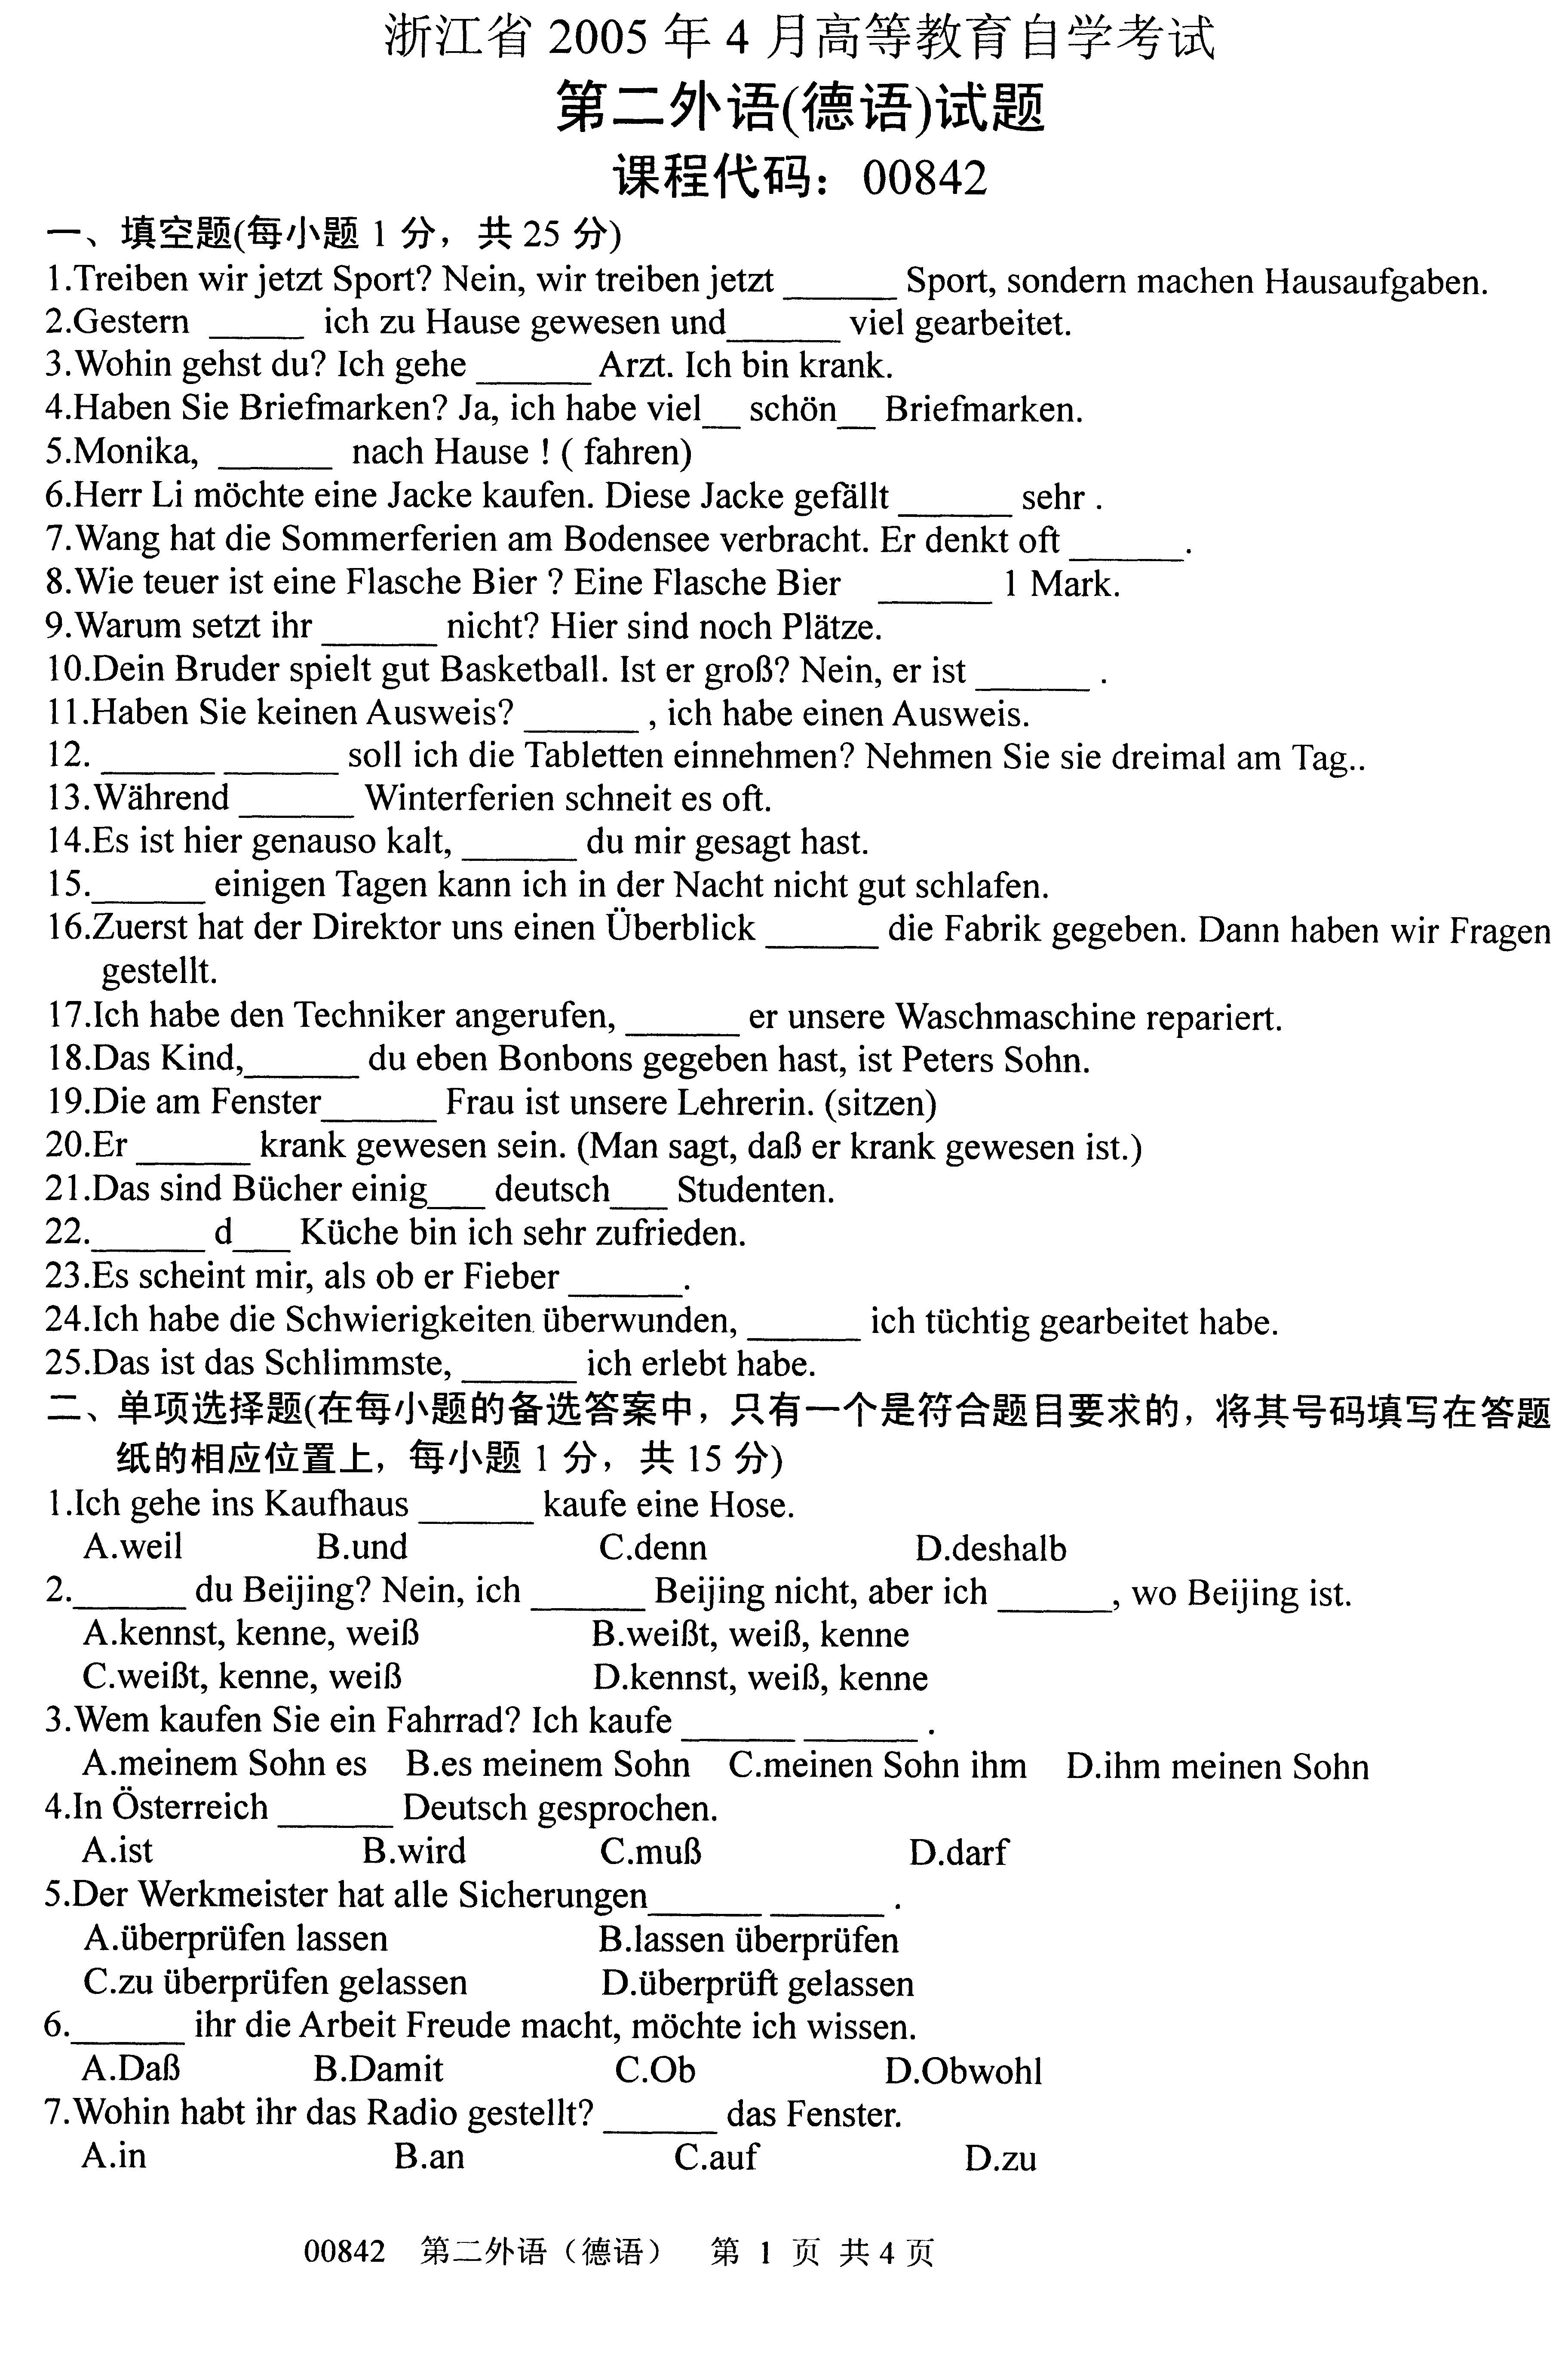 浙江省 2005 年 4 月高等教育自学考试
第二外语(德语)试题
课程代码：00842
一、填空题(每小题 1 分，共 25 分)
1.Treiben wir jetzt Sport? Nein, wir treiben jetzt ______ Sport, sondern machen Hausaufgaben.
2.Gestern _____ ich zu Hause gewesen und______ viel gearbeitet.
3.Wohin gehst du? Ich gehe ______ Arzt. Ich bin krank.
4.Haben Sie Briefmarken? Ja, ich habe viel__ schön__ Briefmarken.
5.Monika, ______ nach Hause ! ( fahren)
6.Herr Li möchte eine Jacke kaufen. Diese Jacke gefällt ______ sehr .
7.Wang hat die Sommerferien am Bodensee verbracht. Er denkt oft ______.
8.Wie teuer ist eine Flasche Bier ? Eine Flasche Bier ______ 1 Mark.
9.Warum setzt ihr ______ nicht? Hier sind noch Plätze.
10.Dein Bruder spielt gut Basketball. Ist er groß? Nein, er ist ______ .
11.Haben Sie keinen Ausweis? ______ , ich habe einen Ausweis.
12. ______ ______ soll ich die Tabletten einnehmen? Nehmen Sie sie dreimal am Tag..
13.Während ______ Winterferien schneit es oft.
14.Es ist hier genauso kalt, ______ du mir gesagt hast.
15.______ einigen Tagen kann ich in der Nacht nicht gut schlafen.
16.Zuerst hat der Direktor uns einen Überblick ______ die Fabrik gegeben. Dann haben wir Fragen
gestellt.
17.Ich habe den Techniker angerufen, ______ er unsere Waschmaschine repariert.
18.Das Kind,______ du eben Bonbons gegeben hast, ist Peters Sohn.
19.Die am Fenster______ Frau ist unsere Lehrerin. (sitzen)
20.Er ______ krank gewesen sein. (Man sagt, daß er krank gewesen ist.)
21.Das sind Bücher einig___ deutsch___ Studenten.
22.______ d___ Küche bin ich sehr zufrieden.
23.Es scheint mir, als ob er Fieber ______.
24.Ich habe die Schwierigkeiten überwunden, ______ ich tüchtig gearbeitet habe.
25.Das ist das Schlimmste, ______ ich erlebt habe.
二、单项选择题(在每小题的备选答案中，只有一个是符合题目要求的，将其号码填写在答题
纸的相应位置上，每小题 1 分，共 15 分)
1.Ich gehe ins Kaufhaus ______ kaufe eine Hose.
A.weil B.und C.denn D.deshalb
2.______ du Beijing? Nein, ich ______ Beijing nicht, aber ich ______, wo Beijing ist.
A.kennst, kenne, weiß B.weißt, weiß, kenne
C.weißt, kenne, weiß D.kennst, weiß, kenne
3.Wem kaufen Sie ein Fahrrad? Ich kaufe ______ ______ .
A.meinem Sohn es B.es meinem Sohn C.meinen Sohn ihm D.ihm meinen Sohn
4.In Österreich ______ Deutsch gesprochen.
A.ist B.wird C.muß D.darf
5.Der Werkmeister hat alle Sicherungen______ ______ .
A.überprüfen lassen B.lassen überprüfen
C.zu überprüfen gelassen D.überprüft gelassen
6.______ ihr die Arbeit Freude macht, möchte ich wissen.
A.Daß B.Damit C.Ob D.Obwohl
7.Wohin habt ihr das Radio gestellt? ______ das Fenster.
A.in B.an C.auf D.zu
00842 第二外语（德语） 第 1 页 共 4 页